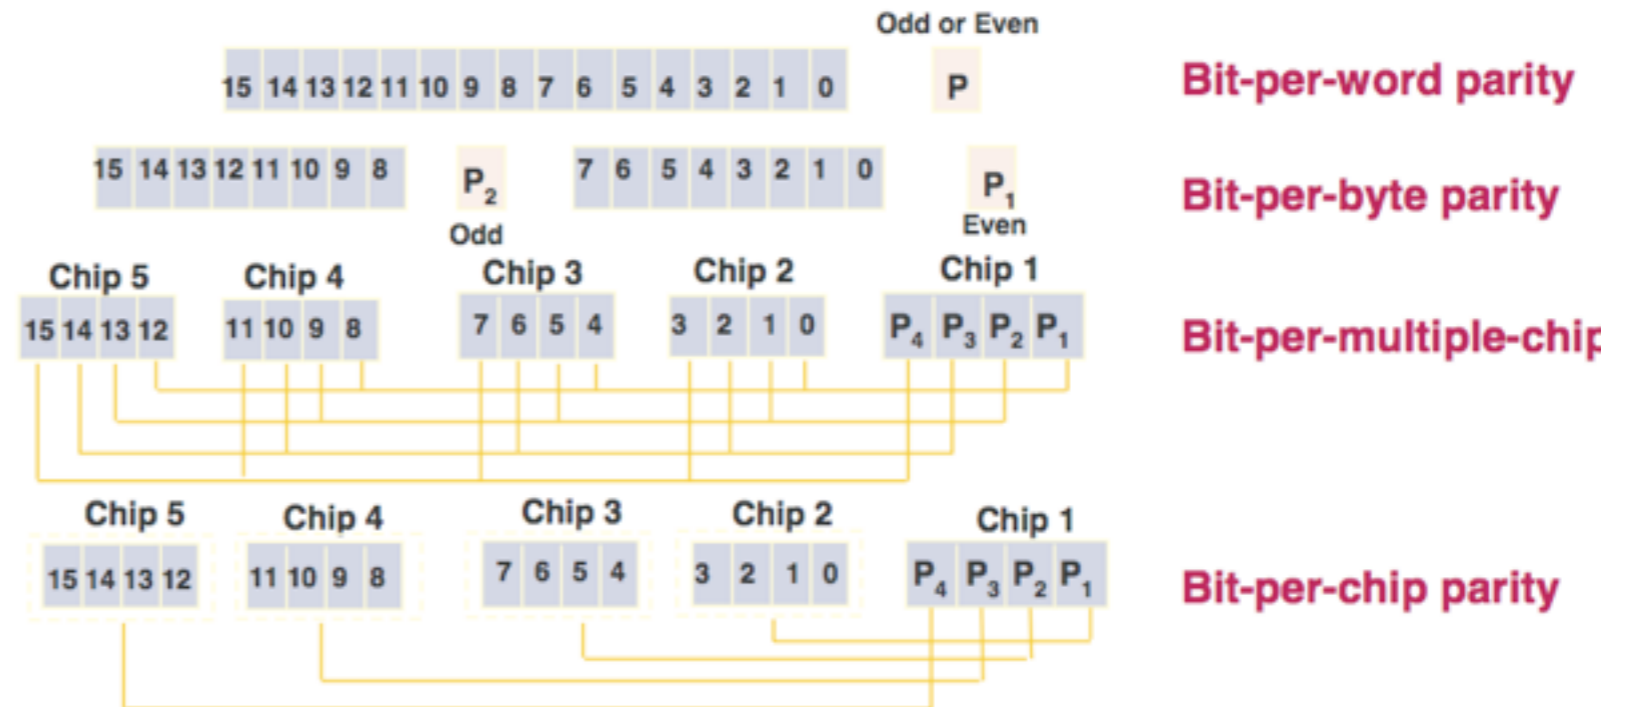 Odd or Even
15 14 13 12 11 10 9 8 7 6 5 4 3 2 1 0 P Bit-per-word parity
15 14 13 12 11 10 9 8 P2 7 6 5 4 3 2 1 0 P1 Bit-per-byte parity
Odd Even
Chip 5 Chip 4 Chip 3 Chip 2 Chip 1
15 14 13 12 11 10 9 8 7 6 5 4 3 2 1 0 P4 P3 P2 P1 Bit-per-multiple-chip
Chip 5 Chip 4 Chip 3 Chip 2 Chip 1
15 14 13 12 11 10 9 8 7 6 5 4 3 2 1 0 P4 P3 P2 P1 Bit-per-chip parity